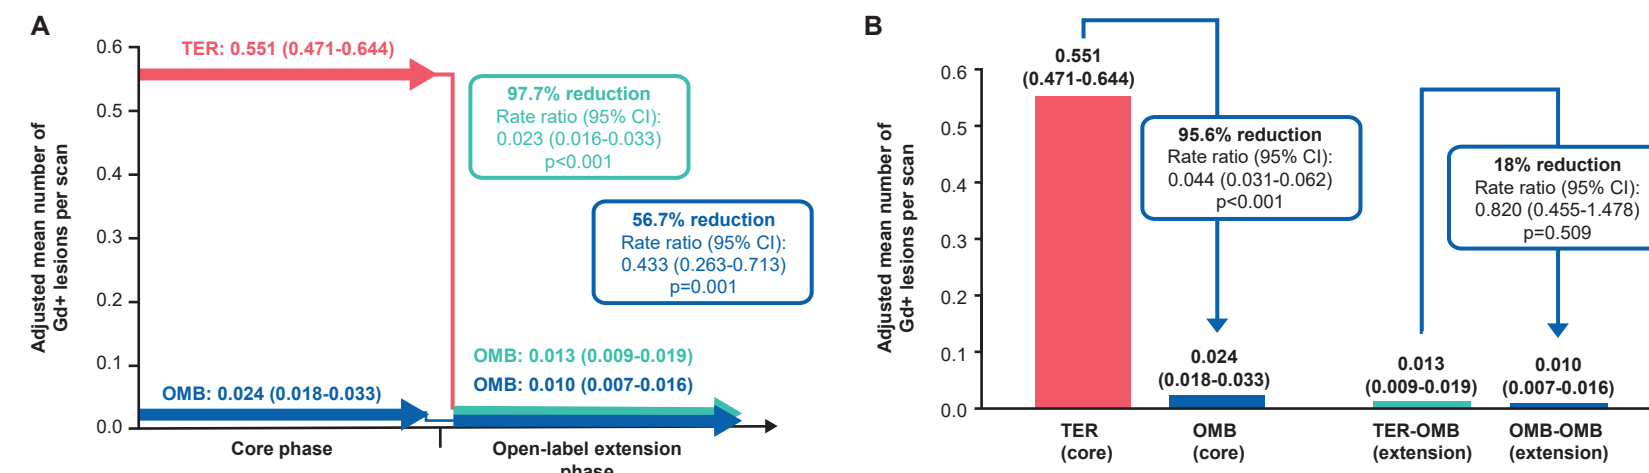 A
Adjusted mean number of
Gd+ lesions per scan
0.6
0.5
0.4
0.3
0.2
0.1
0.0
TER: 0.551 (0.471-0.644)
97.7% reduction
Rate ratio (95% CI):
0.023 (0.016-0.033)
p<0.001
56.7% reduction
Rate ratio (95% CI):
0.433 (0.263-0.713)
p=0.001
OMB: 0.013 (0.009-0.019)
OMB: 0.010 (0.007-0.016)
OMB: 0.024 (0.018-0.033)
Core phase
Open-label extension
phase
B
Adjusted mean number of
Gd+ lesions per scan
0.6
0.5
0.4
0.3
0.2
0.1
0.0
0.551
(0.471-0.644)
95.6% reduction
Rate ratio (95% CI):
0.044 (0.031-0.062)
p<0.001
18% reduction
Rate ratio (95% CI):
0.820 (0.455-1.478)
p=0.509
0.024
(0.018-0.033)
0.013
(0.009-0.019)
0.010
(0.007-0.016)
TER
(core)
OMB
(core)
TER-OMB
(extension)
OMB-OMB
(extension)